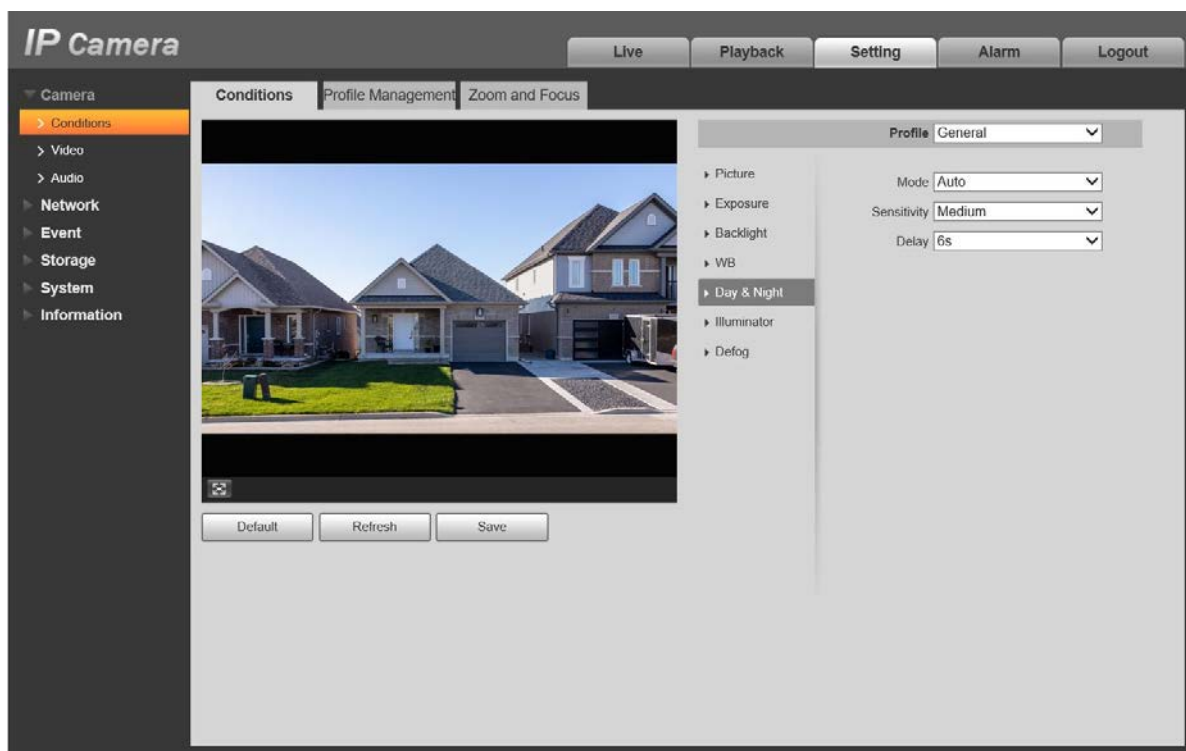 IP Camera
Live
Playback
Setting
Alarm
Logout
Camera
Conditions
Video
Audio
Network
Event
Storage
System
Information
Conditions
Profile Management
Zoom and Focus
Profile General
Picture
Exposure
Backlight
WB
Day & Night
Illuminator
Defog
Mode Auto
Sensitivity Medium
Delay 6s
Default
Refresh
Save